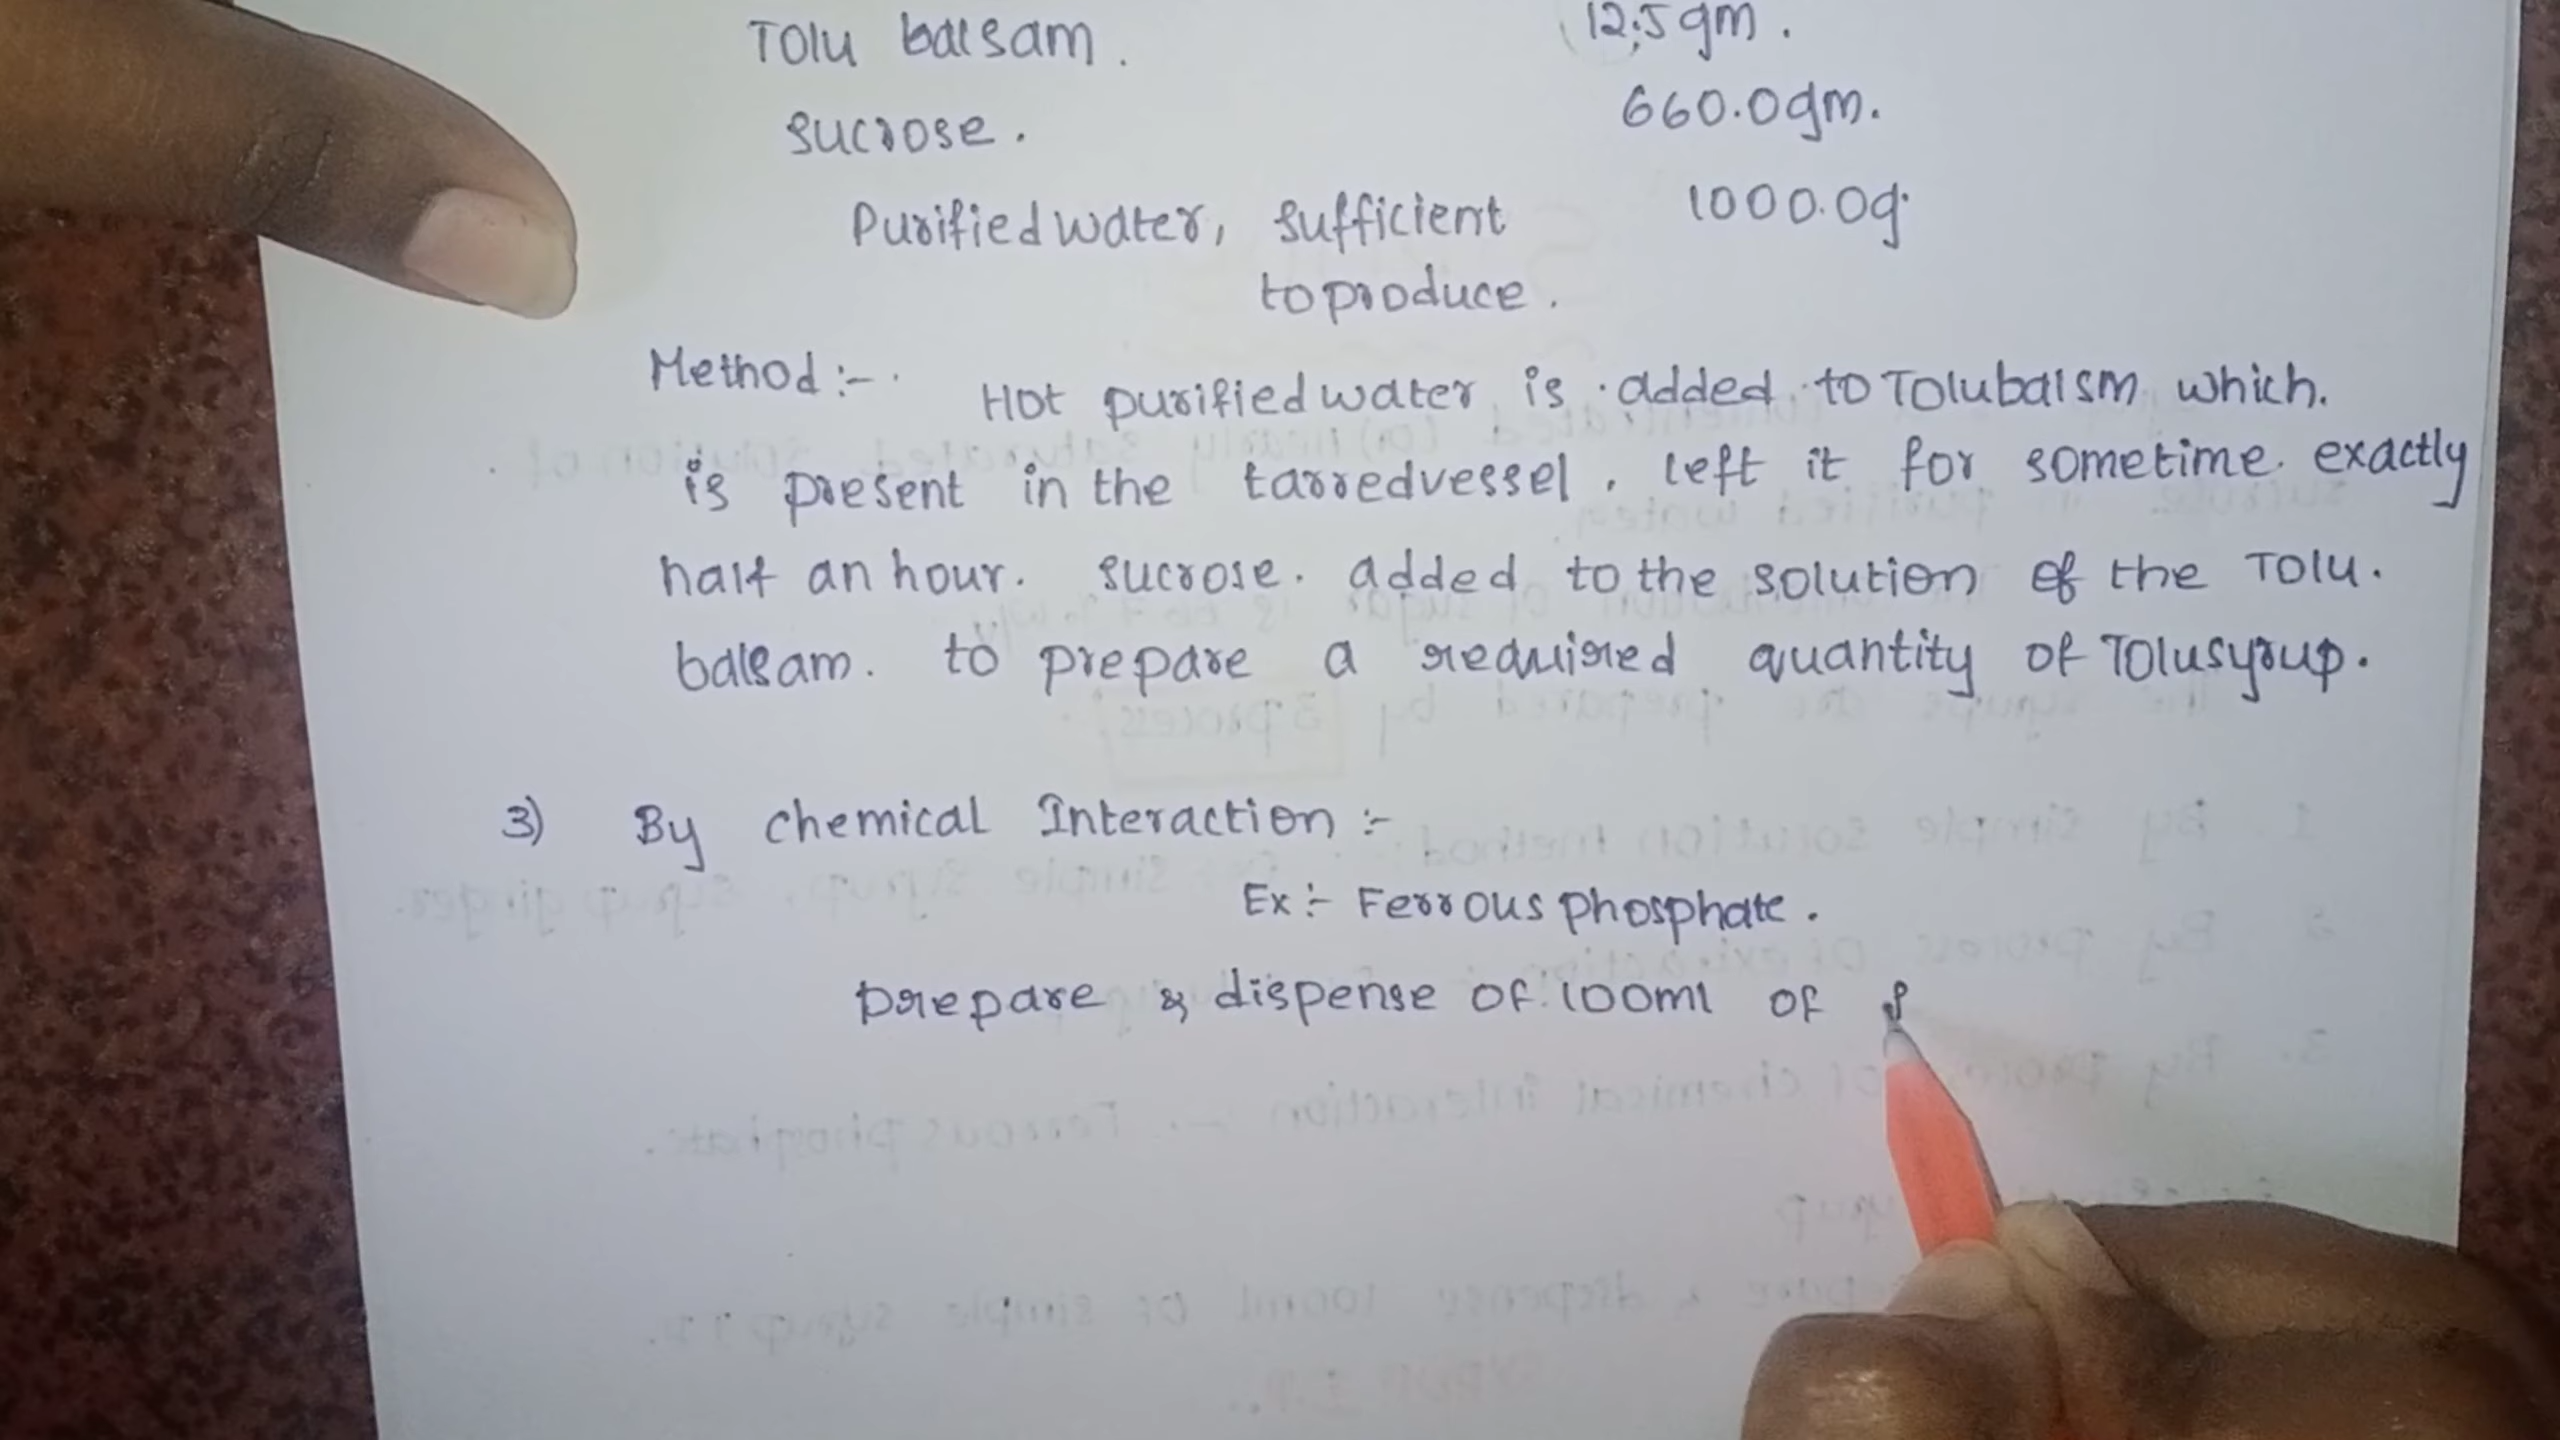 Tolu balsam. 12.5gm.
sucrose. 660.0gm.
Purified water, sufficient 1000.0g.
to produce.
Method :- Hot purified water is added to Tolubalsm which.
is present in the tarredvessel. left it for sometime. exactly
half an hour. sucrose. added to the solution of the Tolu.
balsam. to prepare a required quantity of Tolusyrup.
3) By chemical Interaction :-
Ex :- Ferrous phosphate.
prepare & dispense of 100ml of